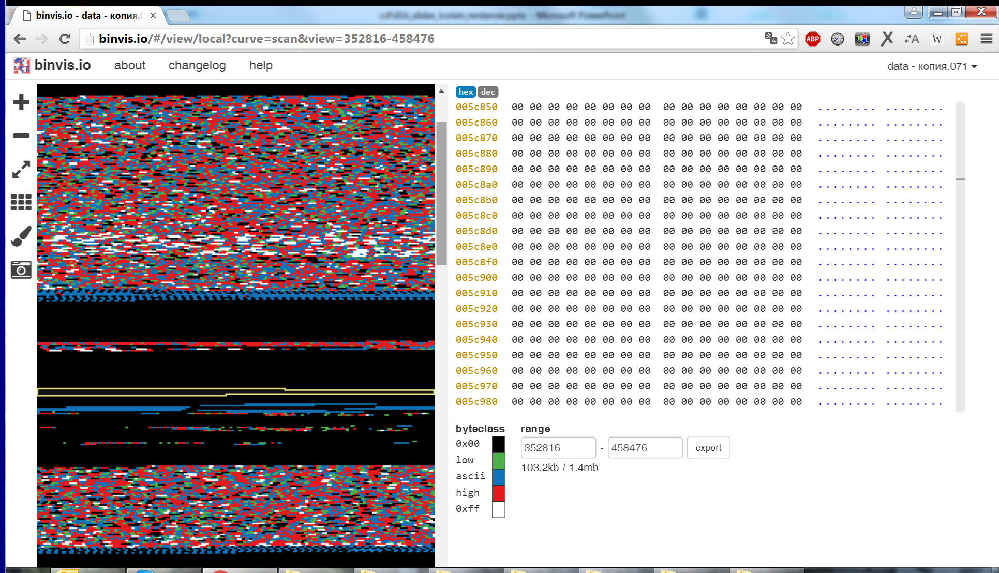 binvis.io - data - копия.0
binvis.io/#/view/local?curve=scan&view=352816-458476
ABP
W
binvis.io about changelog help data - копия.071
hex dec
005c850 00 00 00 00 00 00 00 00 00 00 00 00 00 00 00 00 ........ ........
005c860 00 00 00 00 00 00 00 00 00 00 00 00 00 00 00 00 ........ ........
005c870 00 00 00 00 00 00 00 00 00 00 00 00 00 00 00 00 ........ ........
005c880 00 00 00 00 00 00 00 00 00 00 00 00 00 00 00 00 ........ ........
005c890 00 00 00 00 00 00 00 00 00 00 00 00 00 00 00 00 ........ ........
005c8a0 00 00 00 00 00 00 00 00 00 00 00 00 00 00 00 00 ........ ........
005c8b0 00 00 00 00 00 00 00 00 00 00 00 00 00 00 00 00 ........ ........
005c8c0 00 00 00 00 00 00 00 00 00 00 00 00 00 00 00 00 ........ ........
005c8d0 00 00 00 00 00 00 00 00 00 00 00 00 00 00 00 00 ........ ........
005c8e0 00 00 00 00 00 00 00 00 00 00 00 00 00 00 00 00 ........ ........
005c8f0 00 00 00 00 00 00 00 00 00 00 00 00 00 00 00 00 ........ ........
005c900 00 00 00 00 00 00 00 00 00 00 00 00 00 00 00 00 ........ ........
005c910 00 00 00 00 00 00 00 00 00 00 00 00 00 00 00 00 ........ ........
005c920 00 00 00 00 00 00 00 00 00 00 00 00 00 00 00 00 ........ ........
005c930 00 00 00 00 00 00 00 00 00 00 00 00 00 00 00 00 ........ ........
005c940 00 00 00 00 00 00 00 00 00 00 00 00 00 00 00 00 ........ ........
005c950 00 00 00 00 00 00 00 00 00 00 00 00 00 00 00 00 ........ ........
005c960 00 00 00 00 00 00 00 00 00 00 00 00 00 00 00 00 ........ ........
005c970 00 00 00 00 00 00 00 00 00 00 00 00 00 00 00 00 ........ ........
005c980 00 00 00 00 00 00 00 00 00 00 00 00 00 00 00 00 ........ ........
byteclass range
0x00
low
ascii
high
0xff
352816 - 458476 export
103.2kb / 1.4mb